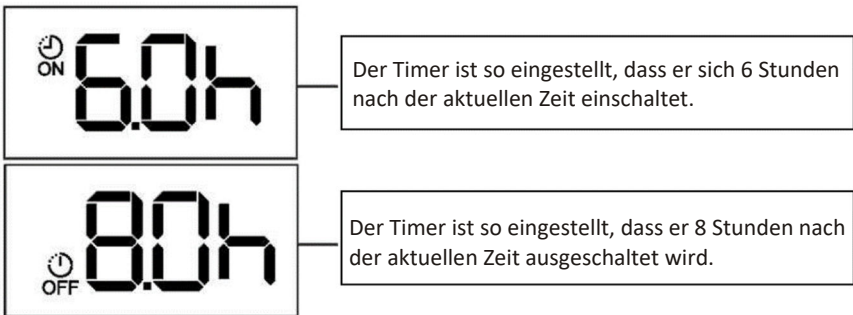 ON 6.0h
Der Timer ist so eingestellt, dass er sich 6 Stunden
nach der aktuellen Zeit einschaltet.
OFF 8.0h
Der Timer ist so eingestellt, dass er 8 Stunden nach
der aktuellen Zeit ausgeschaltet wird.